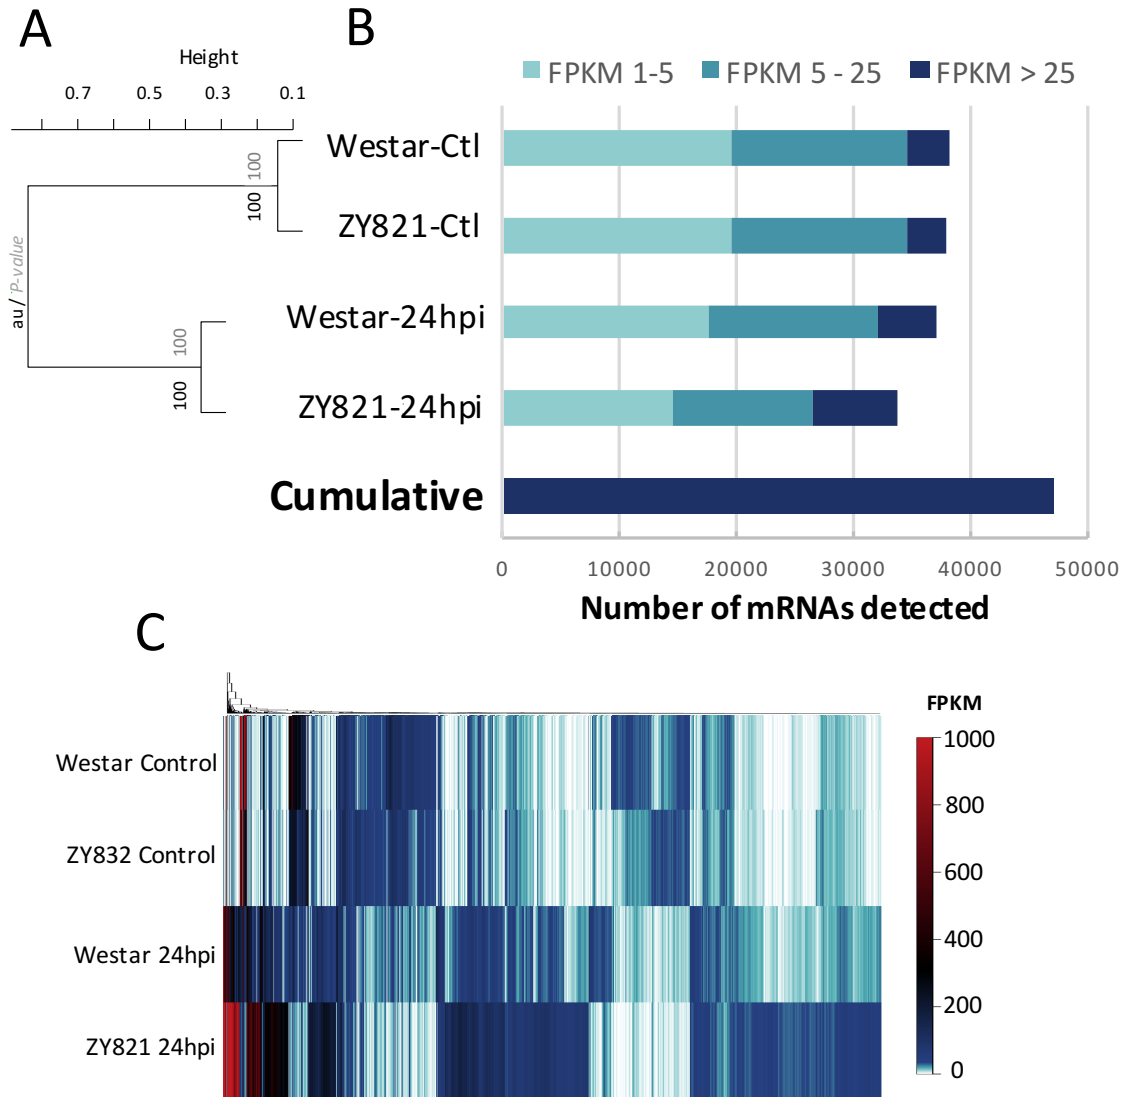 A
B
Height
0.7 0.5 0.3 0.1
FPKM 1-5 FPKM 5 - 25 FPKM > 25
Westar-Ctl
100
100
ZY821-Ctl
au / P-value
Westar-24hpi
100
100
ZY821-24hpi
Cumulative
0 10000 20000 30000 40000 50000
Number of mRNAs detected
C
FPKM
Westar Control
ZY832 Control
Westar 24hpi
ZY821 24hpi
1000
800
600
400
200
0